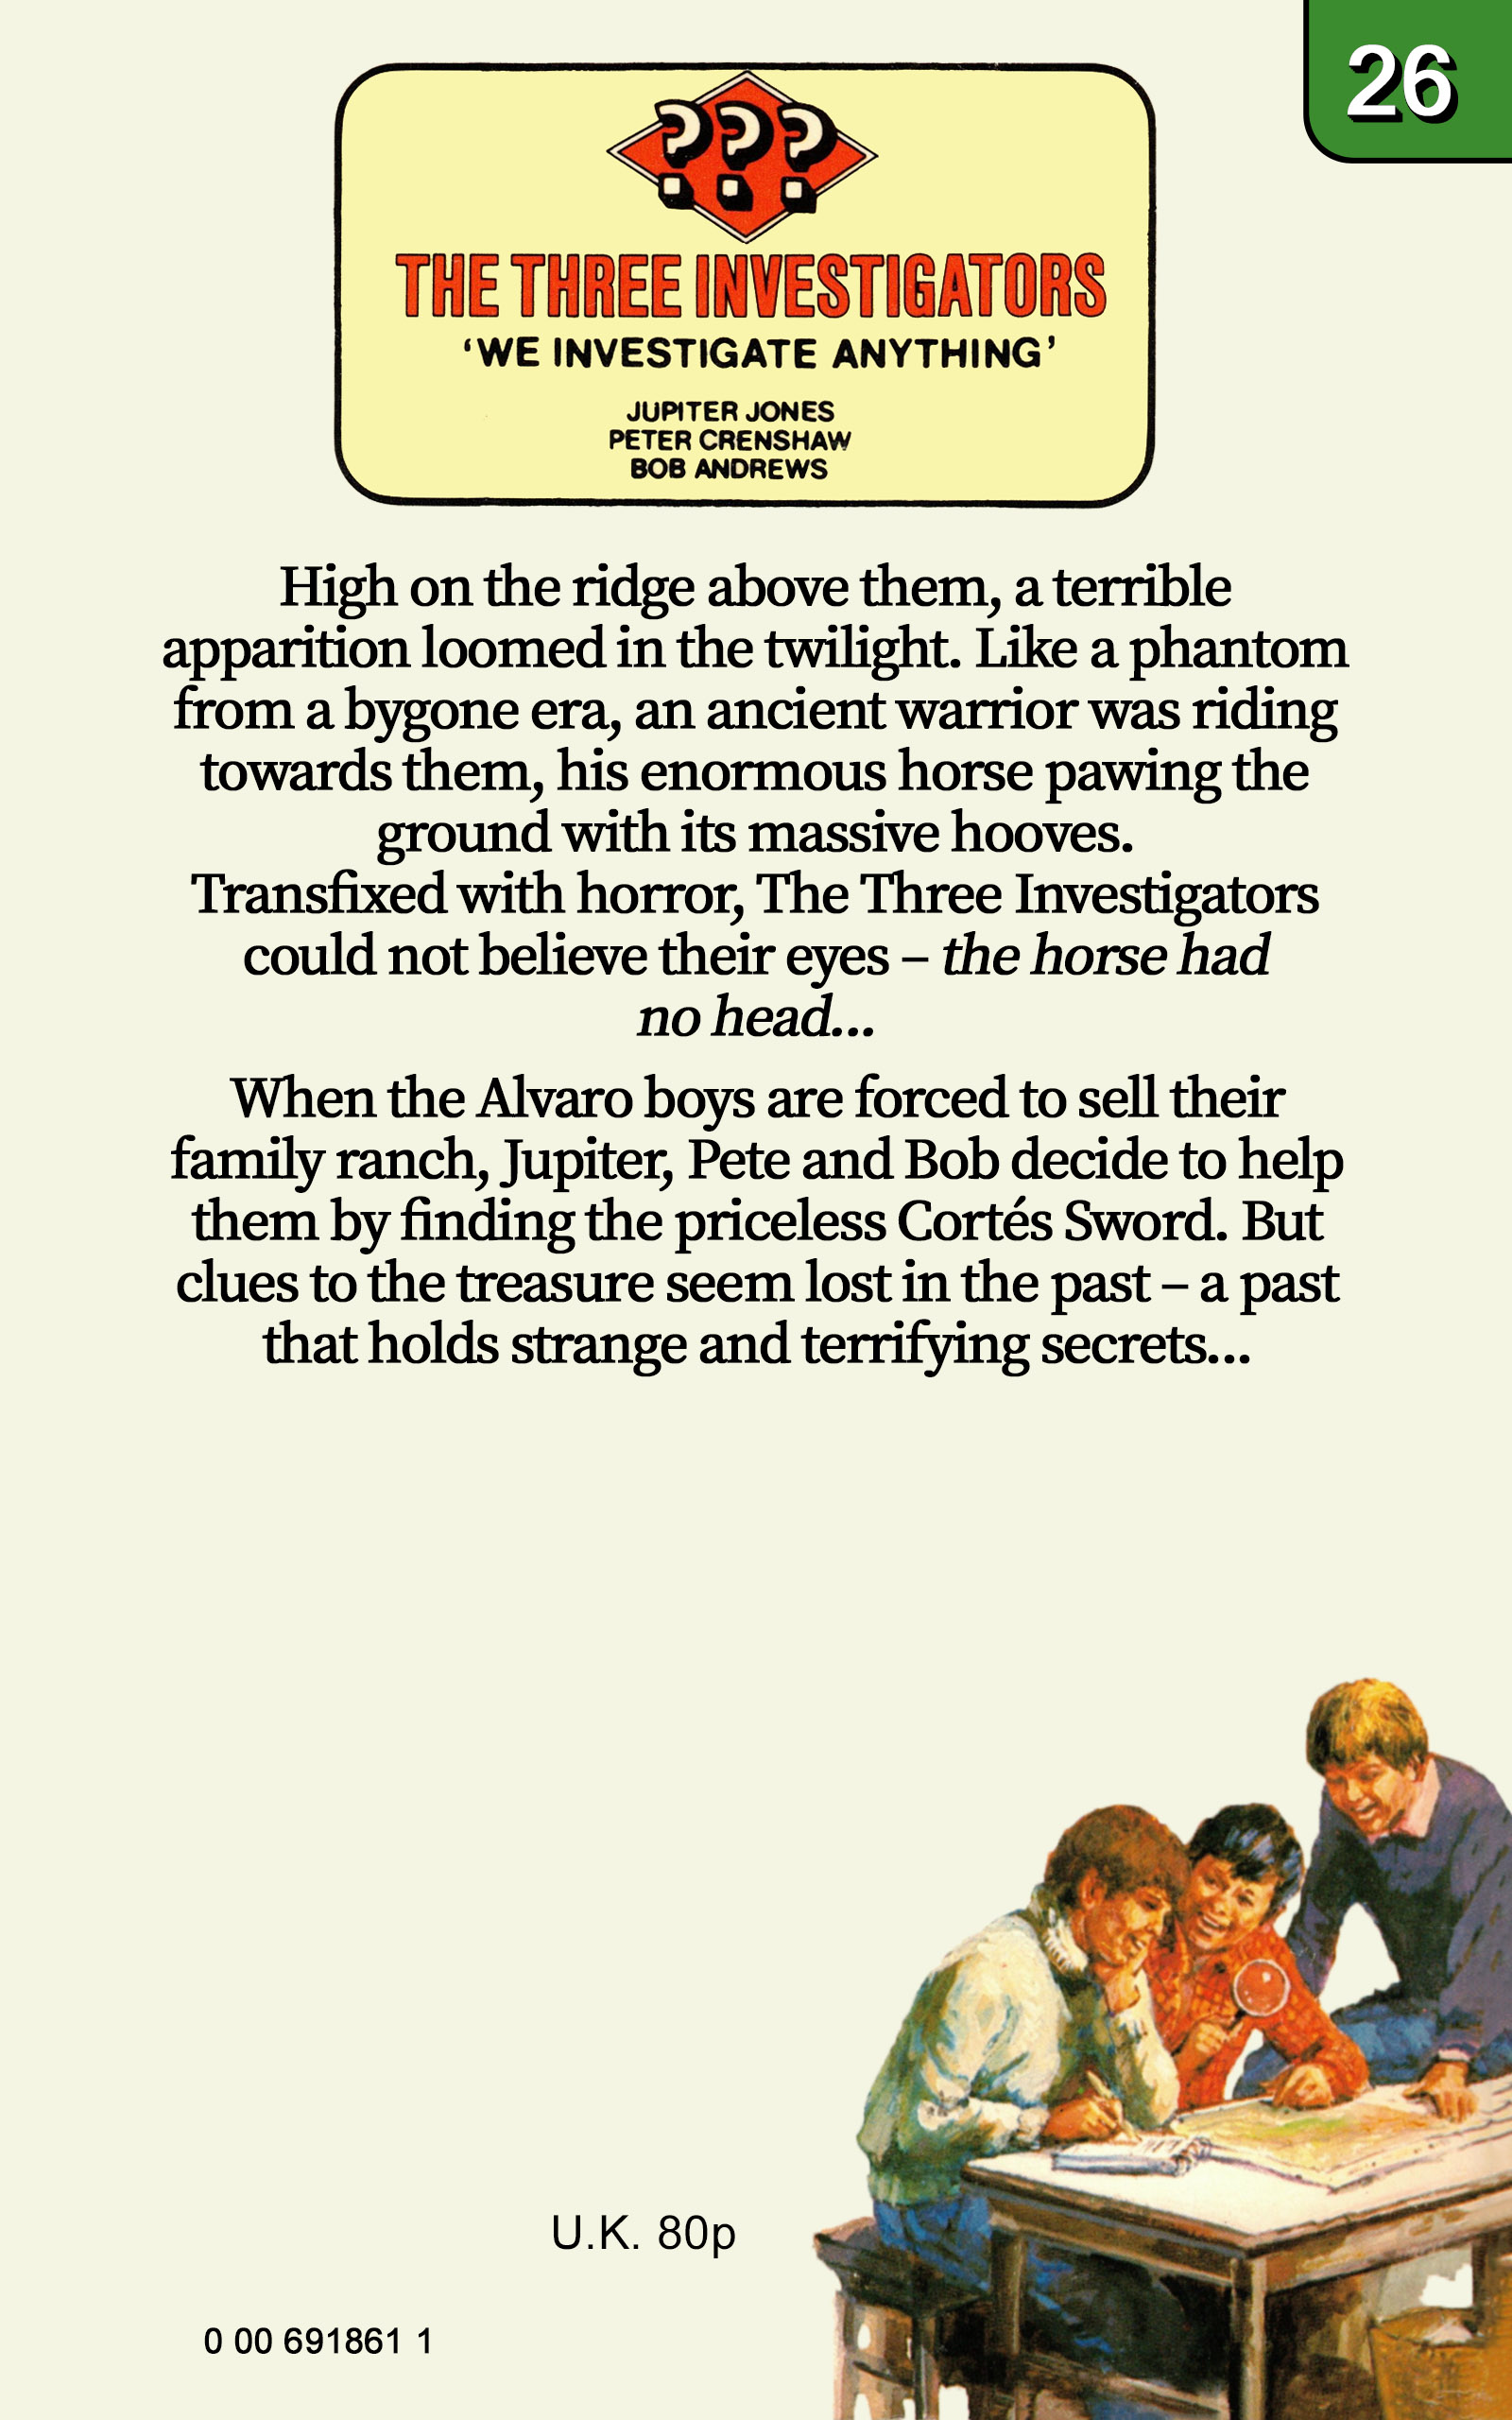 26
???
THE THREE INVESTIGATORS
‘WE INVESTIGATE ANYTHING’
JUPITER JONES
PETER CRENSHAW
BOB ANDREWS
High on the ridge above them, a terrible
apparition loomed in the twilight. Like a phantom
from a bygone era, an ancient warrior was riding
towards them, his enormous horse pawing the
ground with its massive hooves.
Transfixed with horror, The Three Investigators
could not believe their eyes – the horse had
no head...
When the Alvaro boys are forced to sell their
family ranch, Jupiter, Pete and Bob decide to help
them by finding the priceless Cortés Sword. But
clues to the treasure seem lost in the past – a past
that holds strange and terrifying secrets...
U.K. 80p
0 00 691861 1